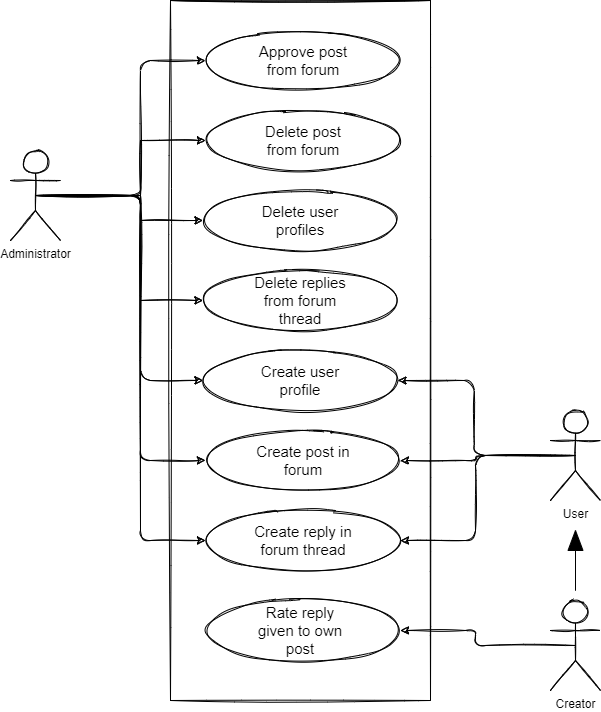 Approve post
from forum
Delete post
from forum
Administrator
Delete user
profiles
Delete replies
from forum
thread
Create user
profile
Create post in
forum
User
Create reply in
forum thread
Rate reply
given to own
post
Creator